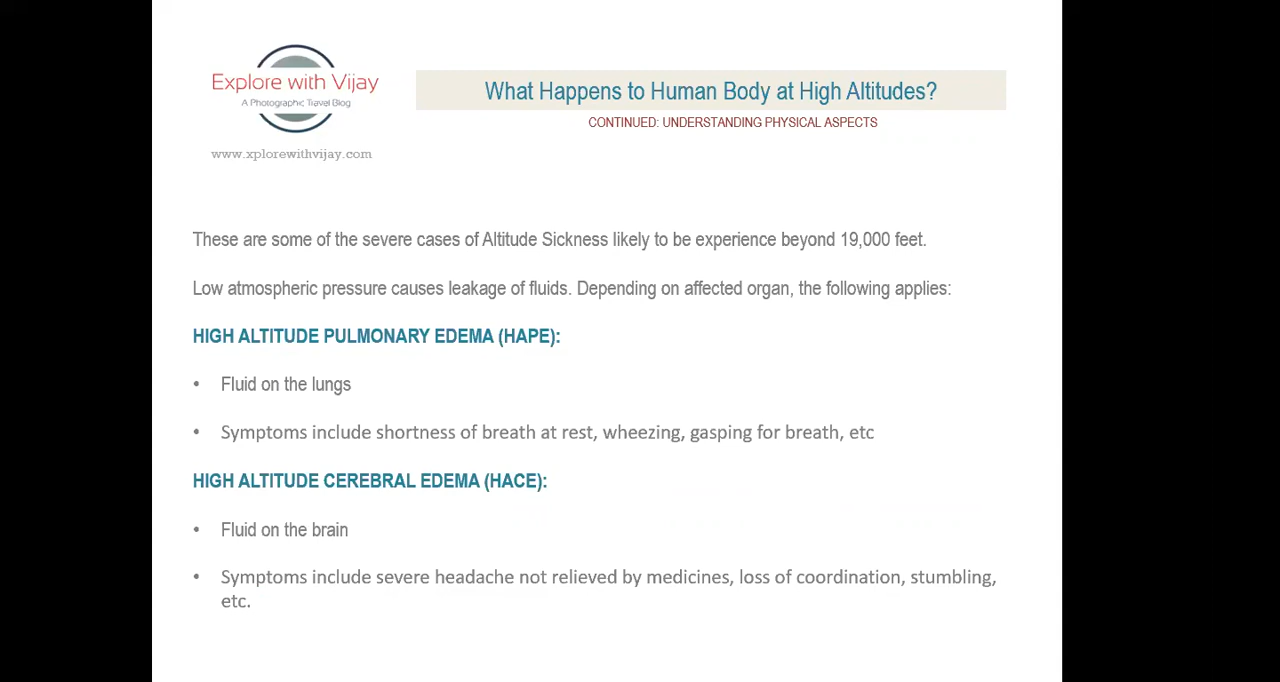 Explore with Vijay
A Photographic Travel Blog
www.xplorewithvijay.com
What Happens to Human Body at High Altitudes?
CONTINUED: UNDERSTANDING PHYSICAL ASPECTS
These are some of the severe cases of Altitude Sickness likely to be experience beyond 19,000 feet.
Low atmospheric pressure causes leakage of fluids. Depending on affected organ, the following applies:
HIGH ALTITUDE PULMONARY EDEMA (HAPE):
• Fluid on the lungs
• Symptoms include shortness of breath at rest, wheezing, gasping for breath, etc
HIGH ALTITUDE CEREBRAL EDEMA (HACE):
• Fluid on the brain
• Symptoms include severe headache not relieved by medicines, loss of coordination, stumbling,
etc.